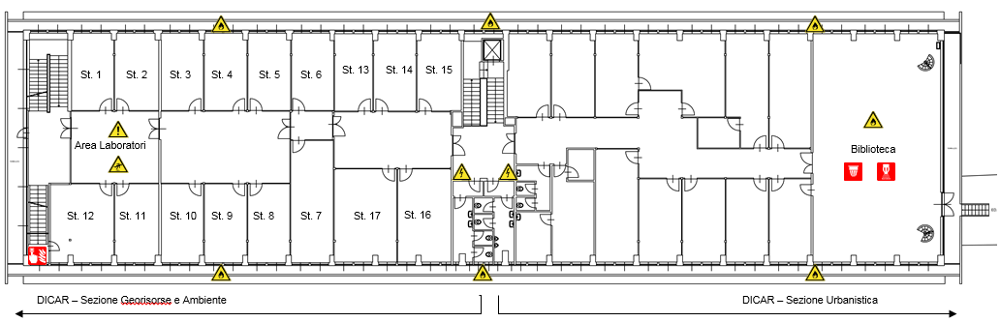 St. 1 St. 2 St. 3 St. 4 St. 5 St. 6 St. 13 St. 14 St. 15
Area Laboratori
Biblioteca
St. 12 St. 11 St. 10 St. 9 St. 8 St. 7 St. 17 St. 16
DICAR – Sezione Georisorse e Ambiente
DICAR – Sezione Urbanistica